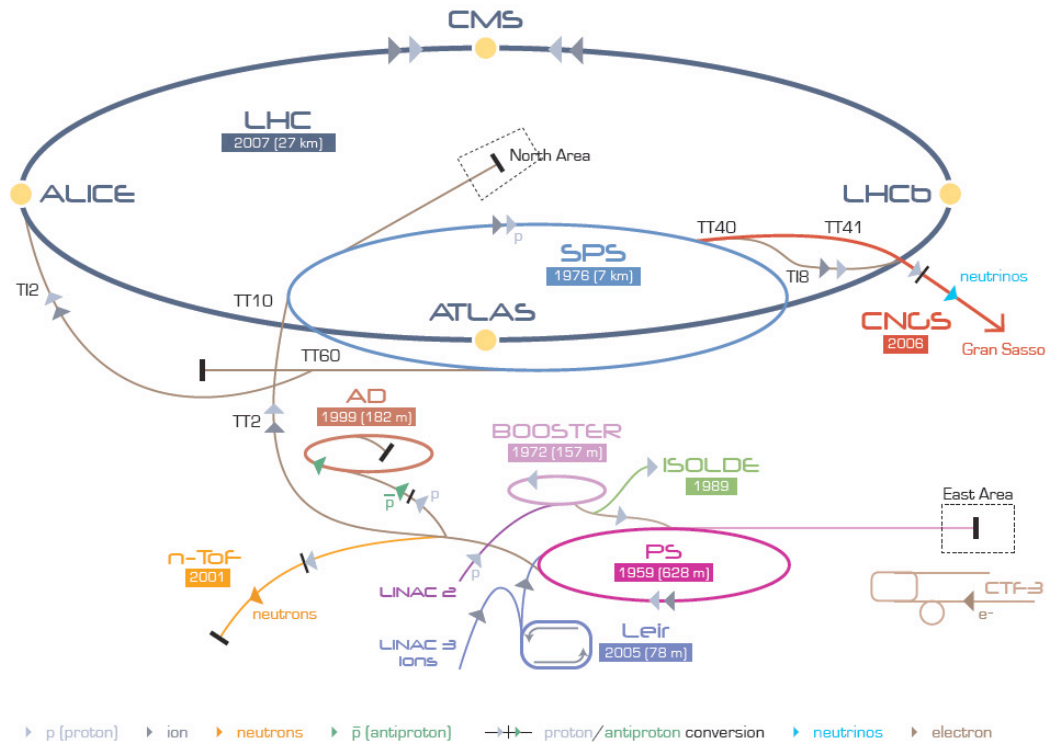 CMS
LHC
2007 (27 km)
North Area
ALICE
LHCb
TT40
TT41
p
SPS
1976 (7 km)
TI8
neutrinos
TI2
TT10
ATLAS
CNGS
2006
Gran Sasso
TT60
AD
1999 (182 m)
TT2
BOOSTER
1972 (157 m)
ISOLDE
1989
East Area
p̅
p
n-ToF
2001
LINAC 2
p
PS
1959 (628 m)
CTF3
e-
neutrons
LINAC 3
Ions
Leir
2005 (78 m)
p (proton) ion neutrons p̅ (antiproton) proton/antiproton conversion neutrinos electron